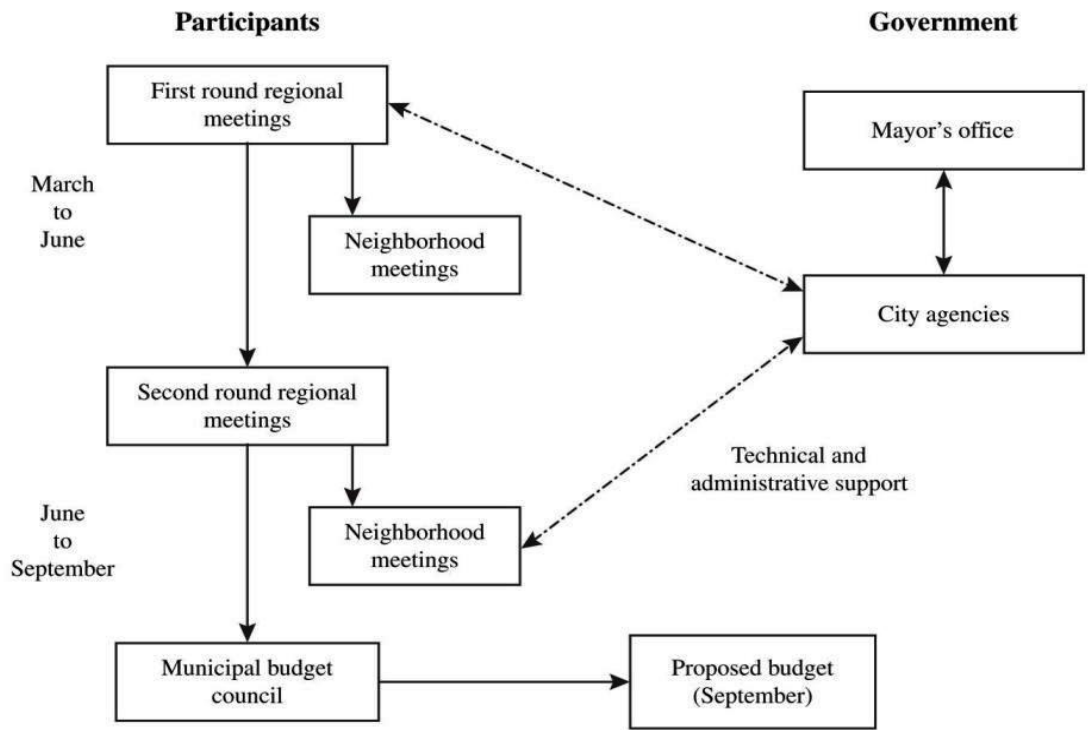 Participants
Government
First round regional
meetings
Mayor's office
March
to
June
Neighborhood
meetings
City agencies
Second round regional
meetings
Technical and
administrative support
June
to
September
Neighborhood
meetings
Municipal budget
council
Proposed budget
(September)